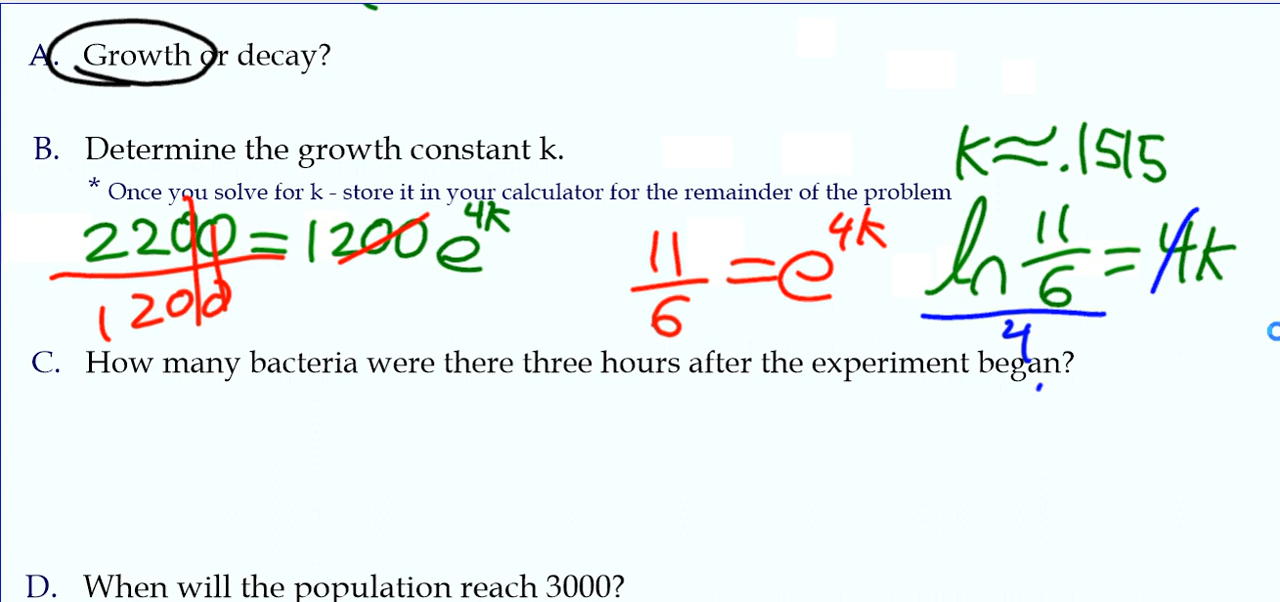 A. Growth or decay?
B. Determine the growth constant k.
k≈.1515
* Once you solve for k - store it in your calculator for the remainder of the problem
2200 = 1200 e^4k
1200
11/6 = e^4k
ln 11/6 = 4k
4
C. How many bacteria were there three hours after the experiment began?
D. When will the population reach 3000?